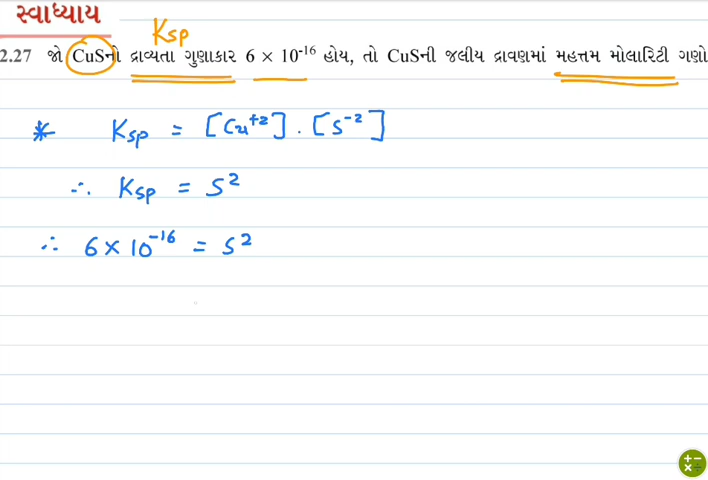 સ્વાધ્યાય
Ksp
2.27 જો CuSનો દ્રાવ્યતા ગુણાકાર 6 × 10⁻¹⁶ હોય, તો CuSની જલીય દ્રાવણમાં મહત્તમ મોલારિટી ગણો
* Ksp = [Cu⁺²] . [S⁻²]
∴ Ksp = S²
∴ 6 × 10⁻¹⁶ = S²